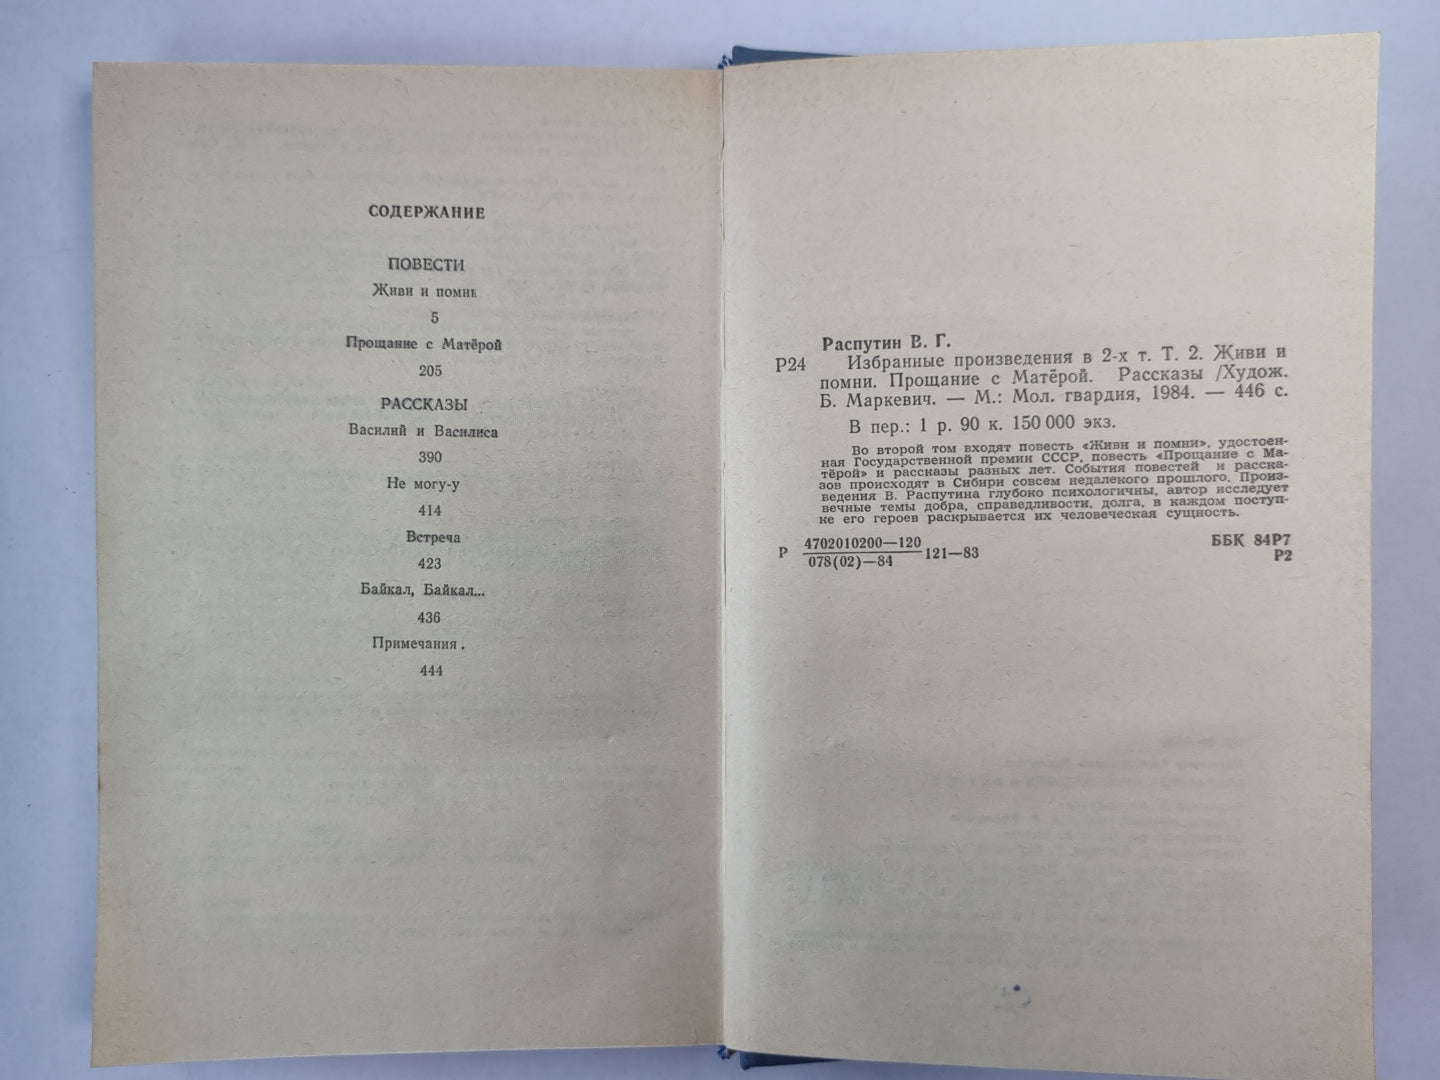 СОДЕРЖАНИЕ
ПОВЕСТИ
Живи и помни
5
Прощание с Матёрой
205
РАССКАЗЫ
Василий и Василиса
390
Не могу-у
414
Встреча
423
Байкал, Байкал...
436
Примечания .
444
Распутин В. Г.
Р24 Избранные произведения в 2-х т. Т. 2. Живи и
помни. Прощание с Матёрой. Рассказы /Худож.
Б. Маркевич. — М.: Мол. гвардия, 1984. — 446 с.
В пер.: 1 р. 90 к. 150 000 экз.
Во второй том входят повесть «Живи и помни», удостоен-
ная Государственной премии СССР, повесть «Прощание с Ма-
тёрой» и рассказы разных лет. События повестей и расска-
зов происходят в Сибири совсем недалекого прошлого. Произ-
ведения В. Распутина глубоко психологичны, автор исследует
вечные темы добра, справедливости, долга, в каждом поступ-
ке его героев раскрывается их человеческая сущность.
Р 4702010200—120
078(02)—84 121—83
ББК 84Р7
Р2